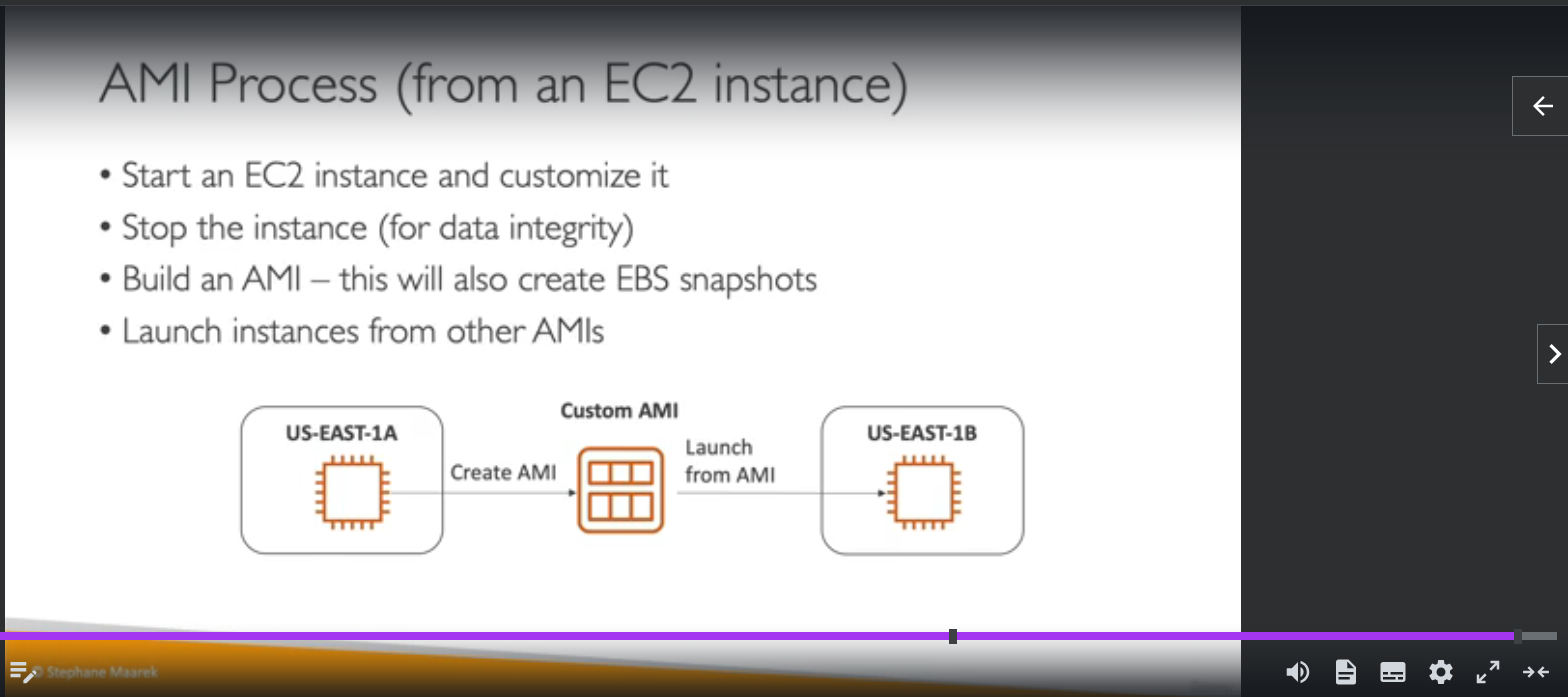 AMI Process (from an EC2 instance)
• Start an EC2 instance and customize it
• Stop the instance (for data integrity)
• Build an AMI – this will also create EBS snapshots
• Launch instances from other AMIs
US-EAST-1A
Create AMI
Custom AMI
Launch
from AMI
US-EAST-1B
© Stephane Maarek